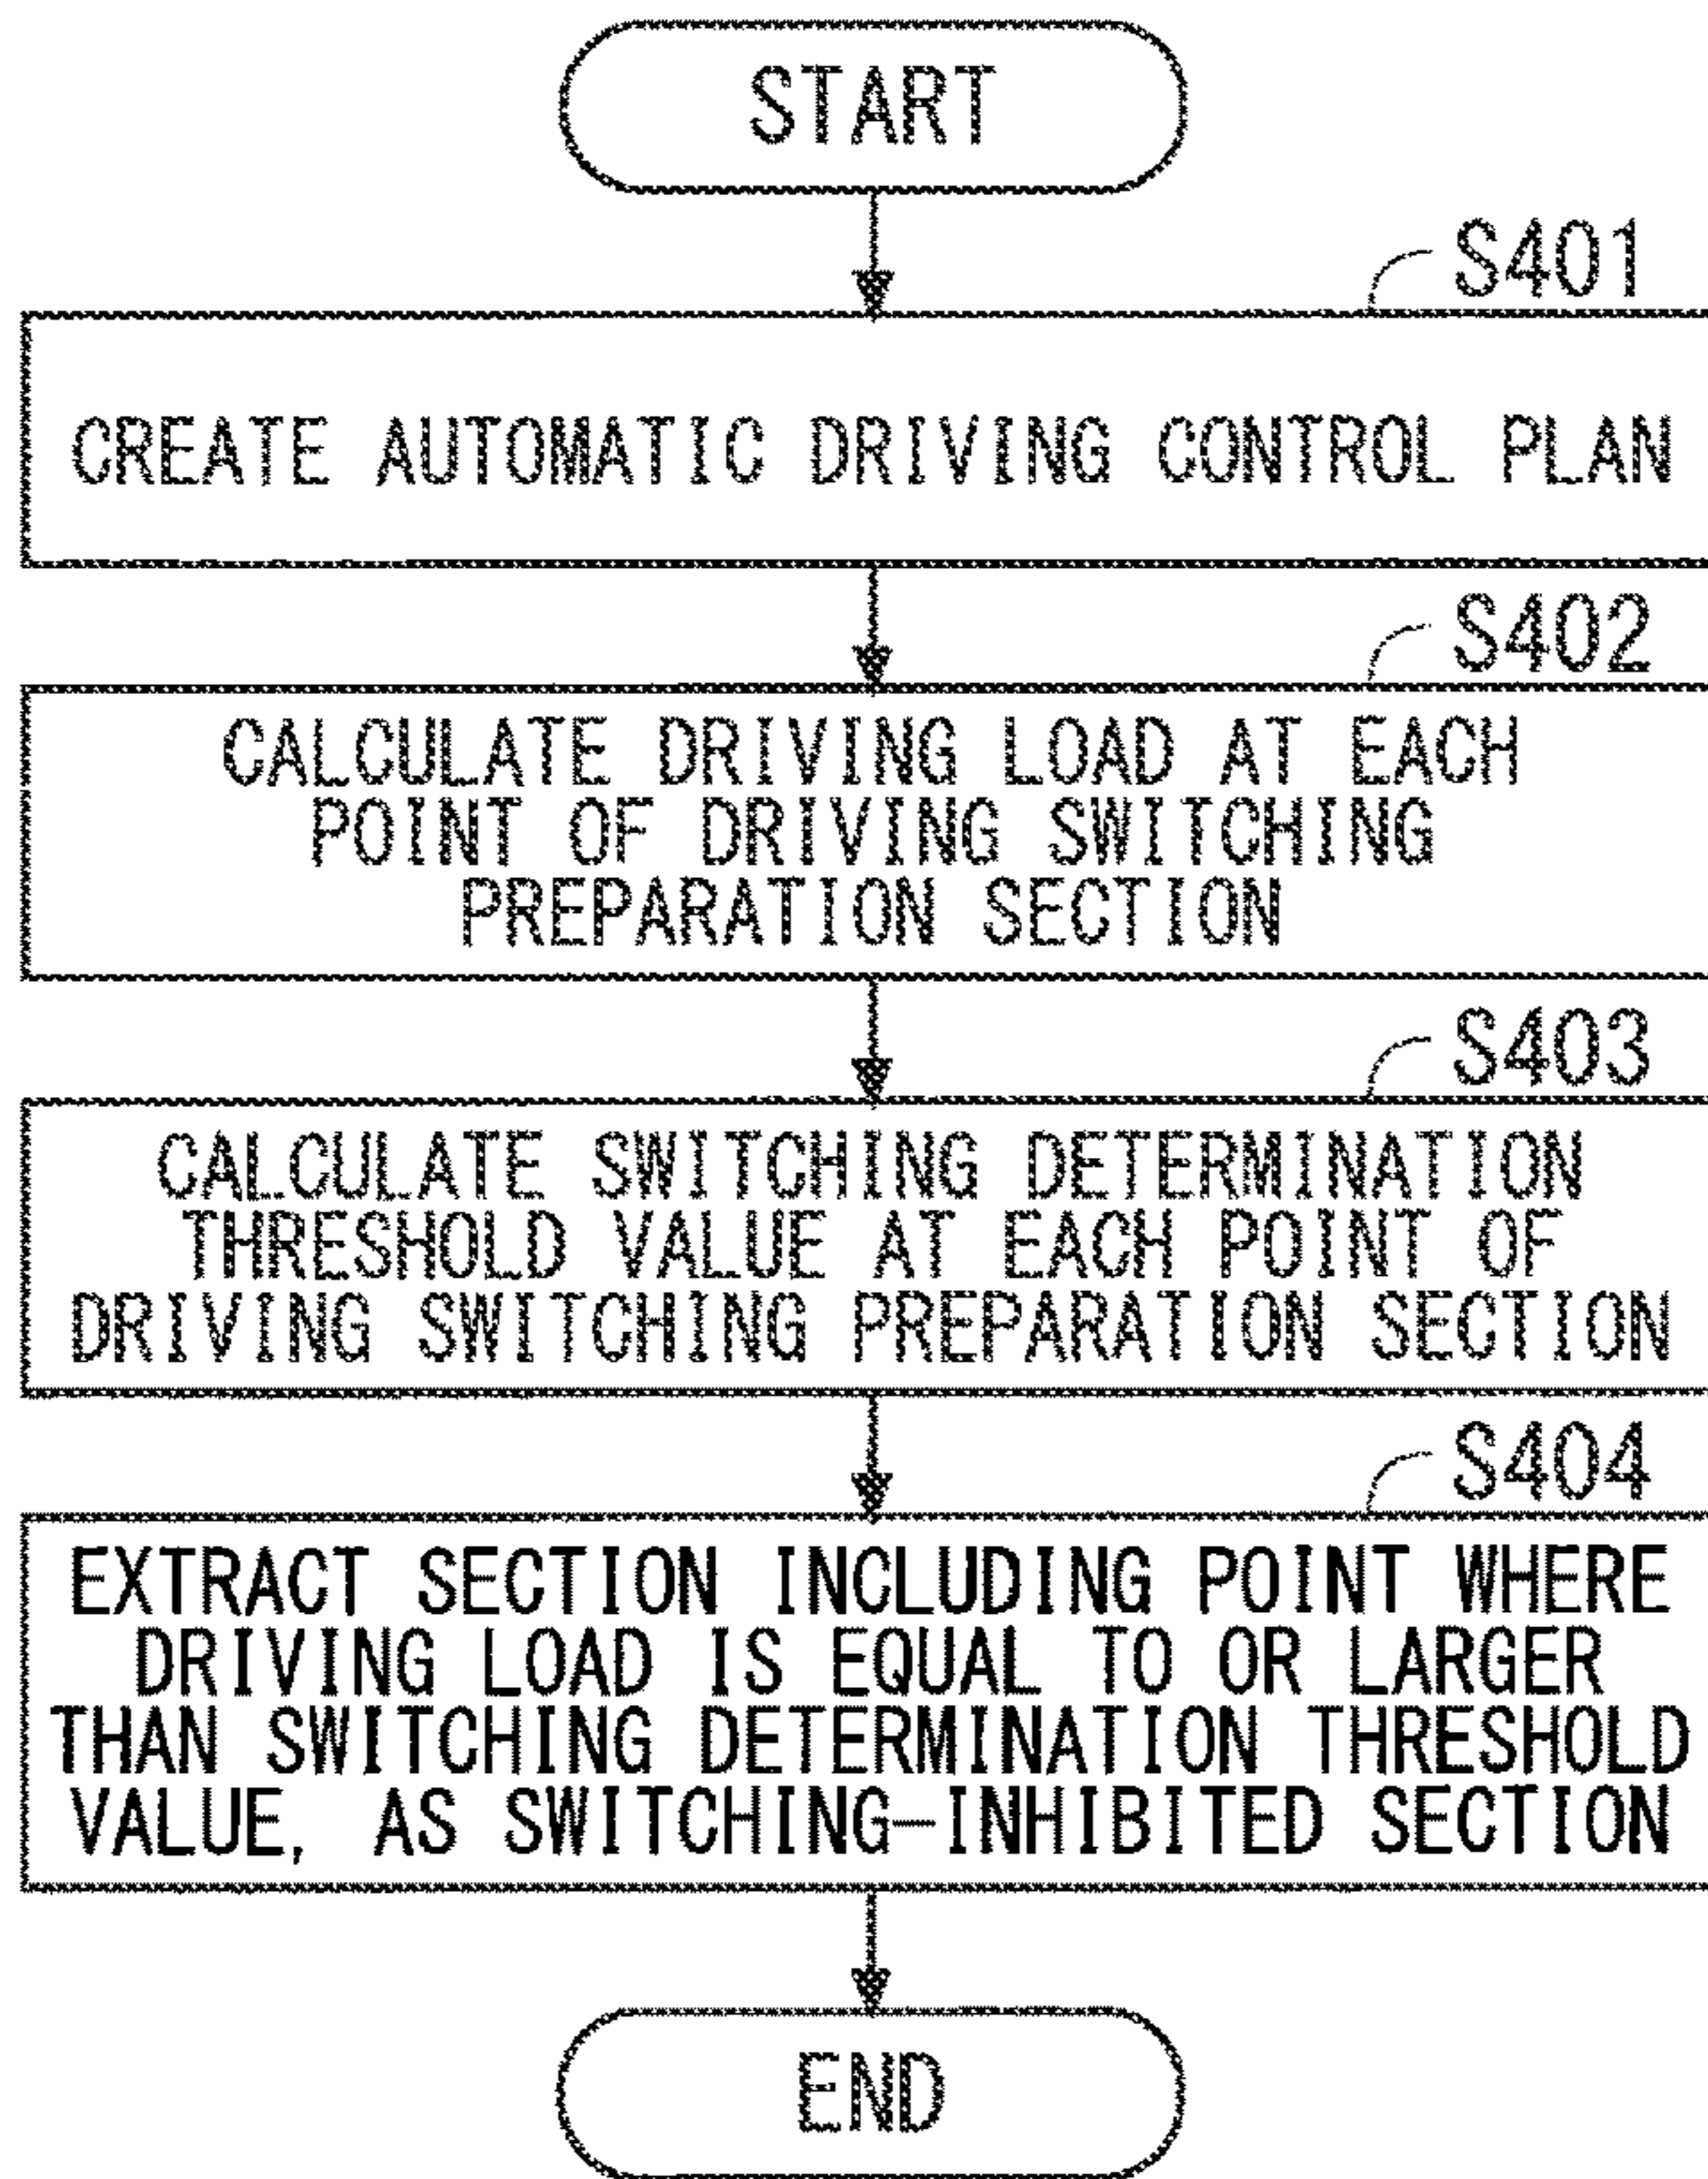 START
S401
CREATE AUTOMATIC DRIVING CONTROL PLAN
S402
CALCULATE DRIVING LOAD AT EACH
POINT OF DRIVING SWITCHING
PREPARATION SECTION
S403
CALCULATE SWITCHING DETERMINATION
THRESHOLD VALUE AT EACH POINT OF
DRIVING SWITCHING PREPARATION SECTION
S404
EXTRACT SECTION INCLUDING POINT WHERE
DRIVING LOAD IS EQUAL TO OR LARGER
THAN SWITCHING DETERMINATION THRESHOLD
VALUE, AS SWITCHING-INHIBITED SECTION
END